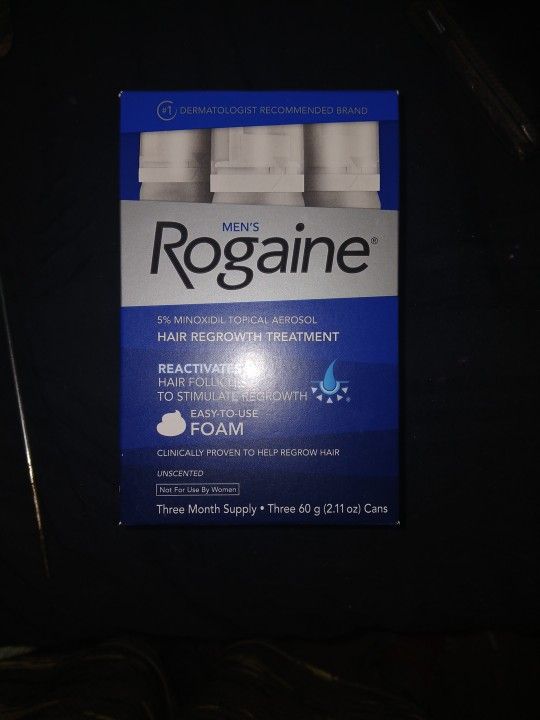 #1 DERMATOLOGIST RECOMMENDED BRAND
MEN'S
Rogaine®
5% MINOXIDIL TOPICAL AEROSOL
HAIR REGROWTH TREATMENT
REACTIVATES
HAIR FOLLICLES
TO STIMULATE REGROWTH
EASY-TO-USE
FOAM
CLINICALLY PROVEN TO HELP REGROW HAIR
UNSCENTED
Not For Use By Women
Three Month Supply • Three 60 g (2.11 oz) Cans